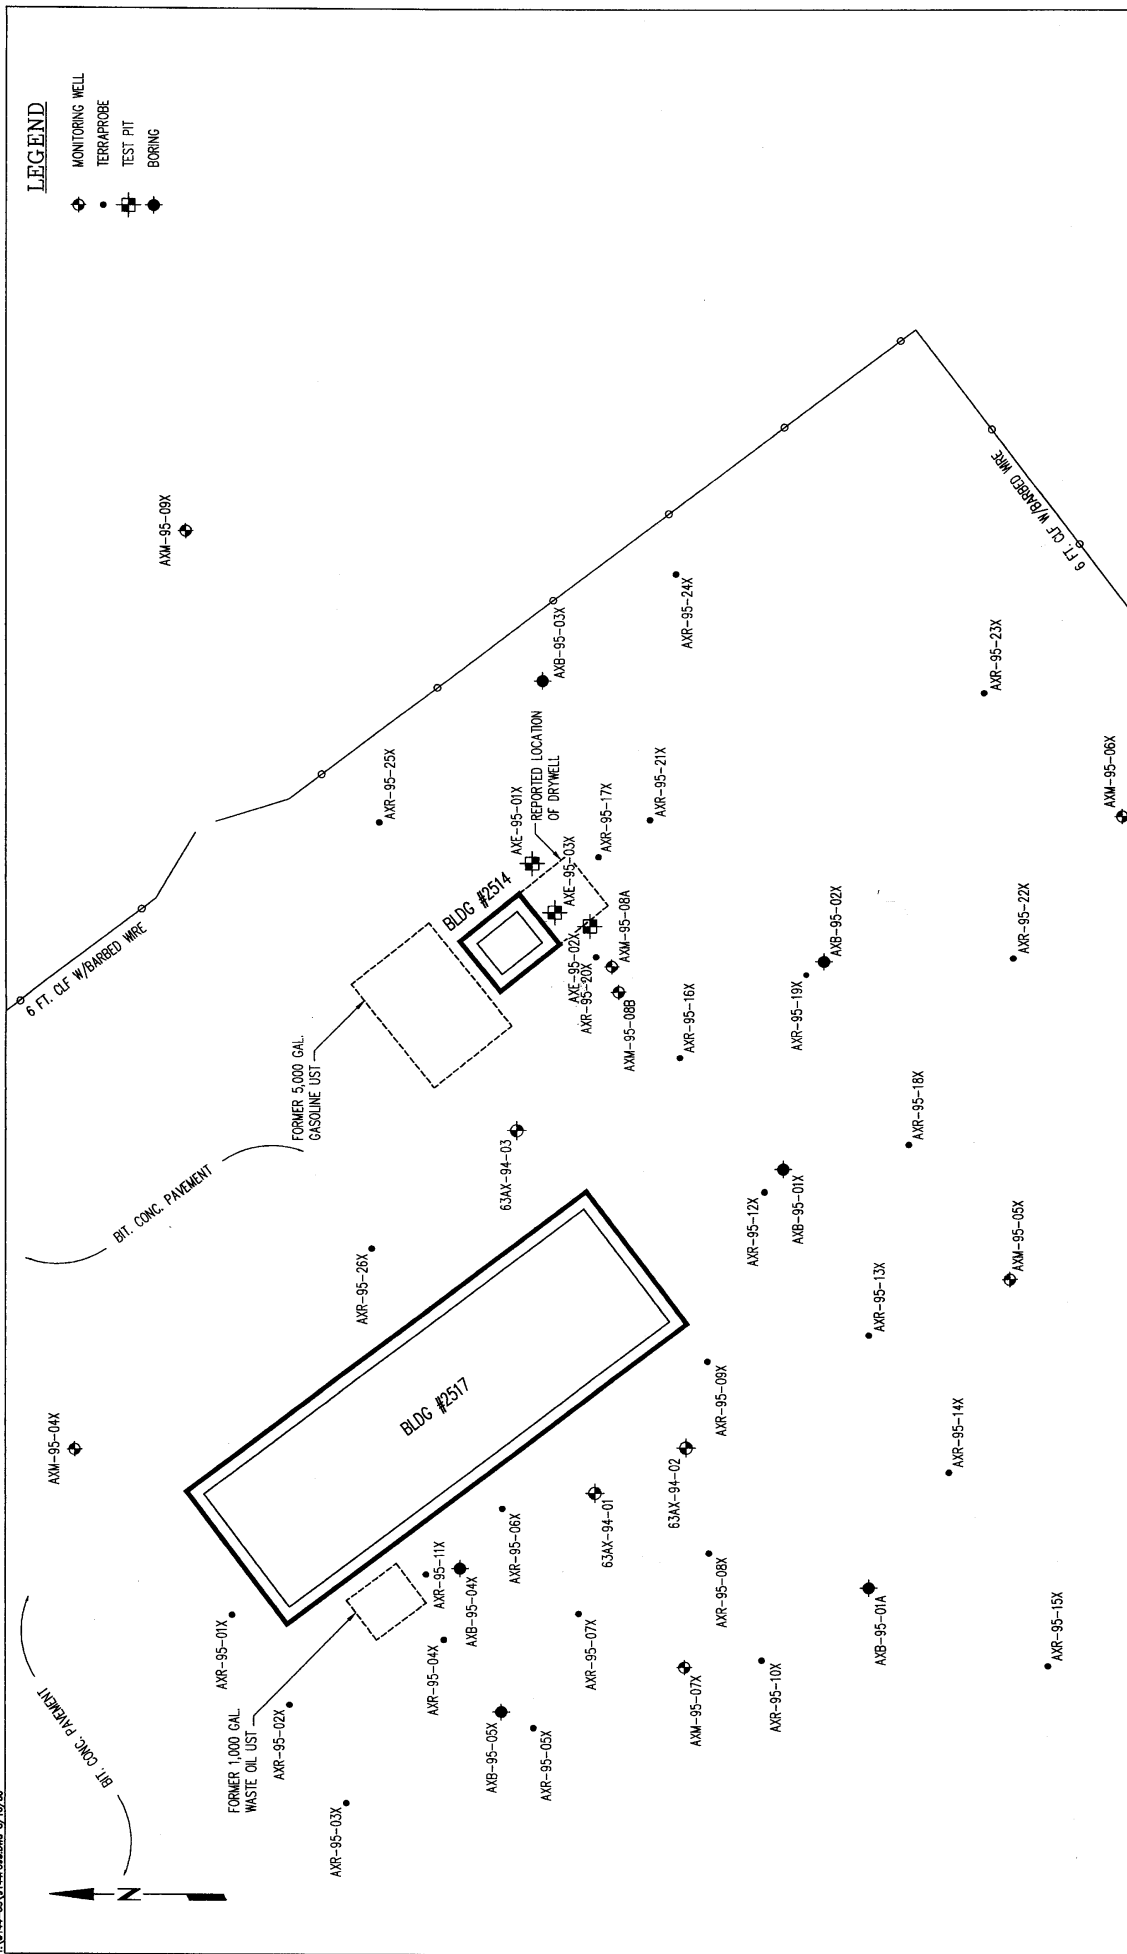 LEGEND
MONITORING WELL
TERRAPROBE
TEST PIT
BORING
N
BIT. CONC. PAVEMENT
BIT. CONC. PAVEMENT
6 FT. CLF W/BARBED WIRE
AXM-95-04X
AXM-95-09X
AXR-95-01X
AXR-95-02X
AXR-95-03X
FORMER 1,000 GAL.
WASTE OIL UST
FORMER 5,000 GAL.
GASOLINE UST
AXR-95-26X
AXR-95-25X
BLDG #2517
BLDG #2514
AXR-95-11X
AXR-95-04X
AXB-95-04X
AXR-95-06X
AXB-95-05X
AXR-95-05X
AXR-95-07X
63AX-94-03
63AX-94-01
63AX-94-02
AXE-95-01X
REPORTED LOCATION
OF DRYWELL
AXE-95-03X
AXE-95-02X
AXR-95-20X
AXM-95-08A
AXM-95-08B
AXR-95-17X
AXB-95-03X
AXR-95-21X
AXR-95-24X
AXR-95-16X
AXM-95-07X
AXR-95-08X
AXR-95-09X
AXR-95-10X
AXR-95-12X
AXB-95-01X
AXR-95-19X
AXB-95-02X
AXB-95-01A
AXR-95-13X
AXR-95-18X
AXR-95-14X
AXR-95-15X
AXM-95-05X
AXR-95-22X
AXR-95-23X
AXM-95-06X
6 FT. CLF W/BARBED WIRE